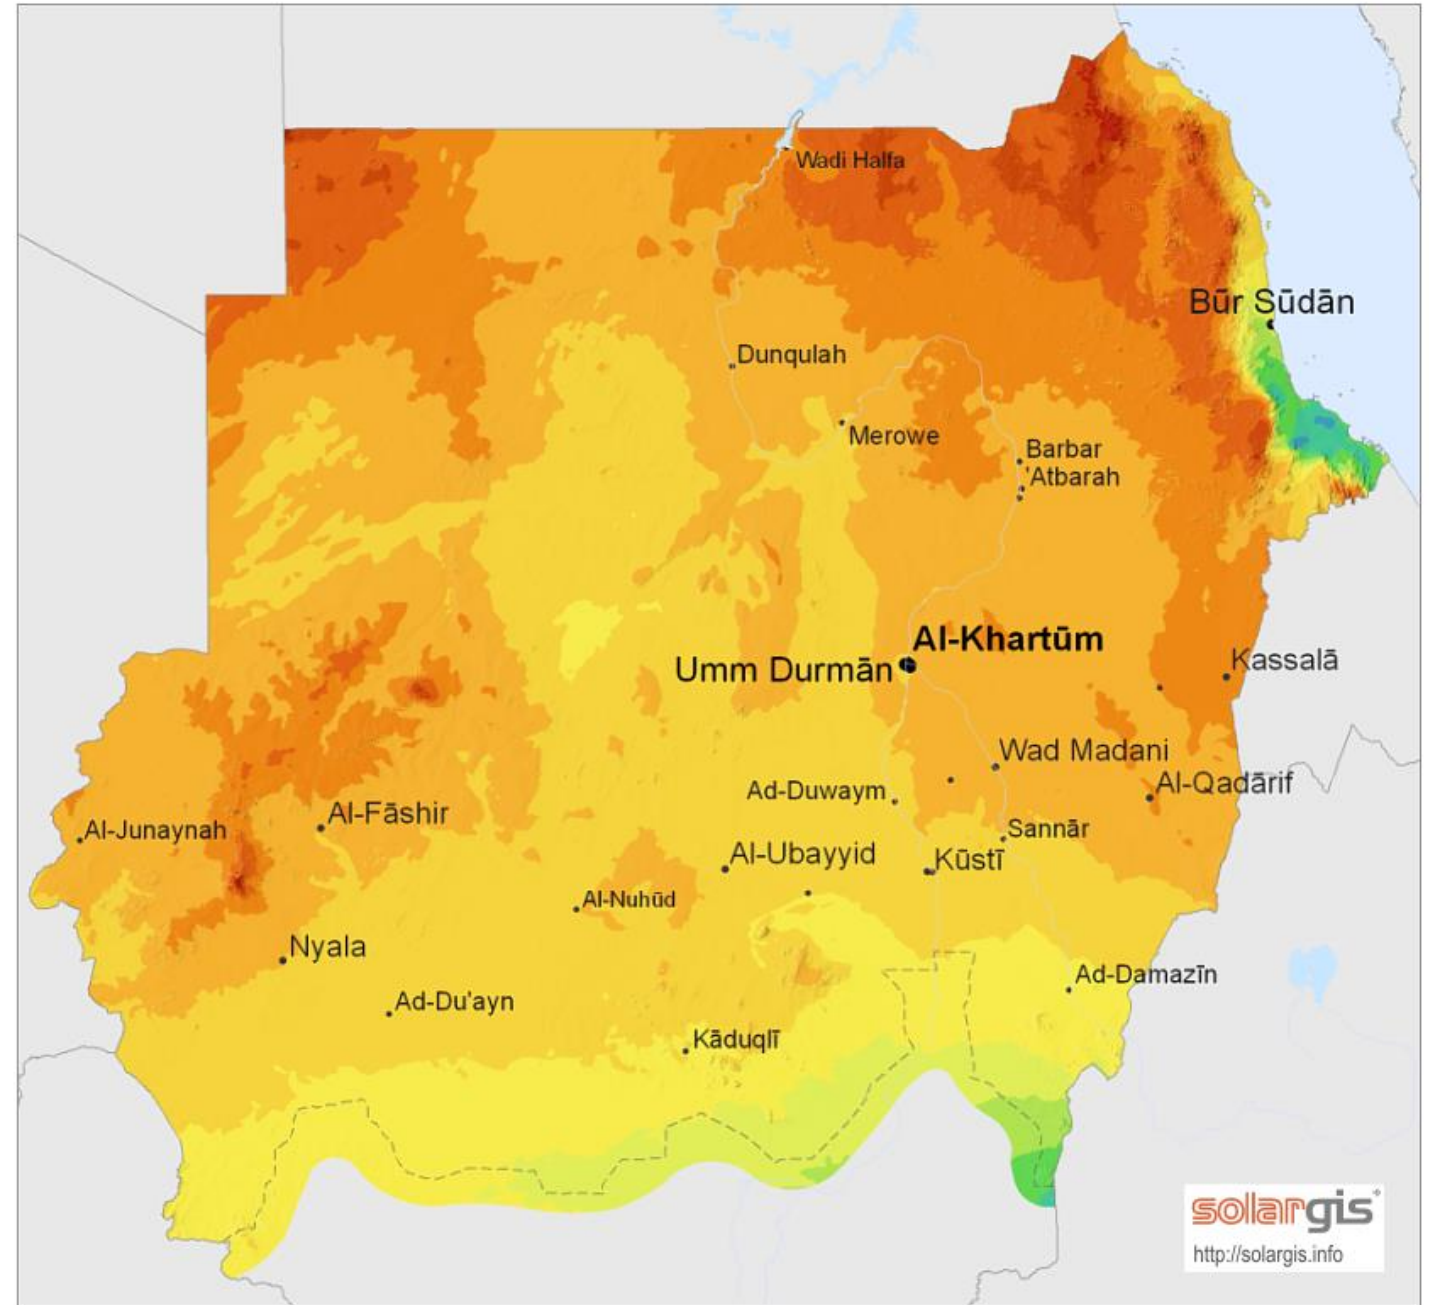 Wadi Halfa
Būr Sūdān
Dunqulah
Merowe
Barbar
'Atbarah
Al-Khartūm
Umm Durmān
Kassalā
Wad Madani
Al-Qadārif
Ad-Duwaym
Al-Fāshir
Al-Junaynah
Sannār
Al-Ubayyid
Kūstī
Al-Nuhūd
Nyala
Ad-Damazīn
Ad-Du'ayn
Kāduqlī
solargis
http://solargis.info